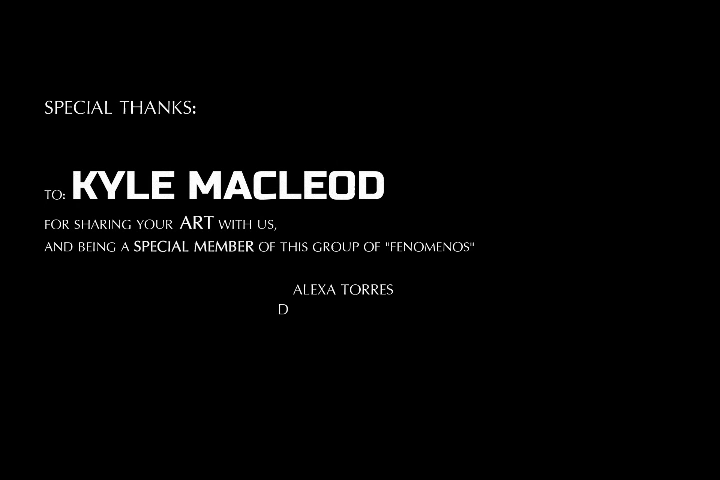 SPECIAL THANKS:
TO: KYLE MACLEOD
FOR SHARING YOUR ART WITH US,
AND BEING A SPECIAL MEMBER OF THIS GROUP OF "FENOMENOS"
ALEXA TORRES
D